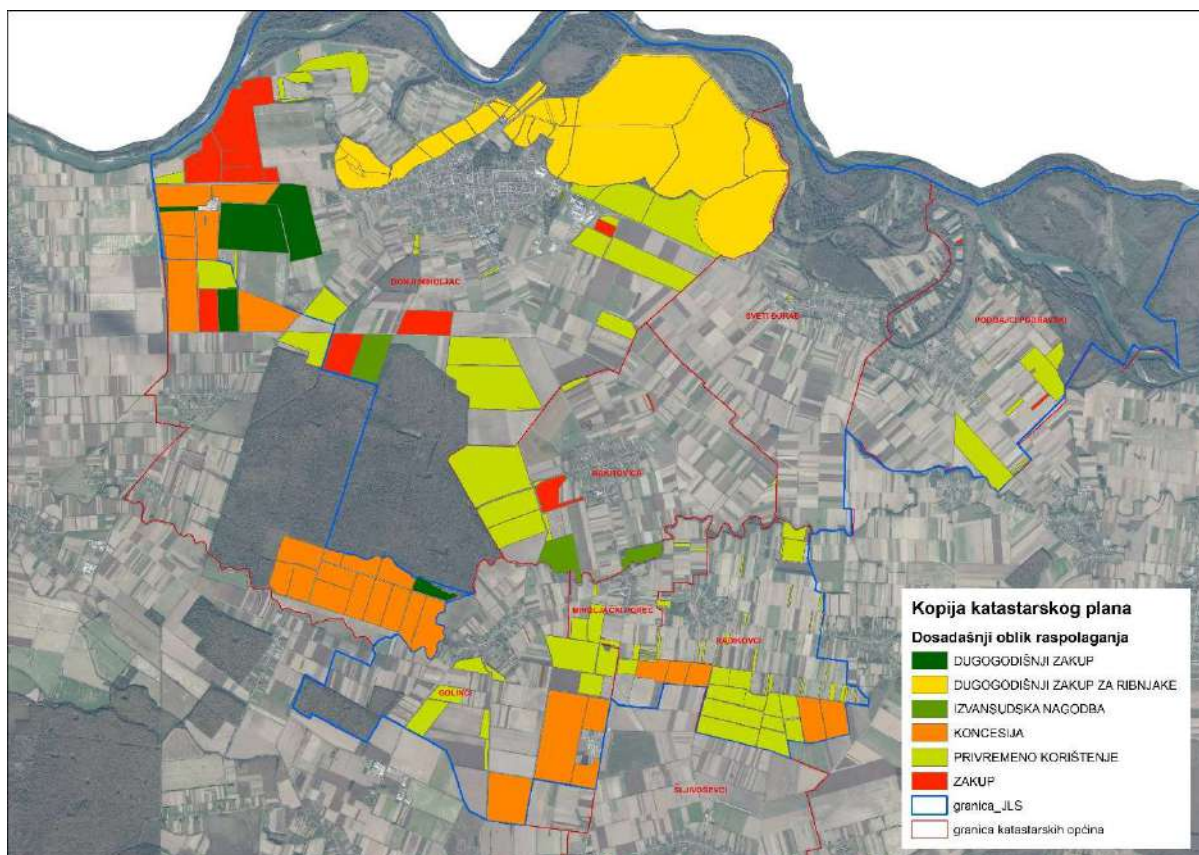 DONJI MIHOLJAC
SVETI ĐURAĐ
PODGAJCI PODRAVSKI
RAKITOVICA
MIHOLJAČKI POREČ
RADIKOVCI
GOLINCI
ŠLJIVOŠEVCI
Kopija katastarskog plana
Dosadašnji oblik raspolaganja
DUGOGODIŠNJI ZAKUP
DUGOGODIŠNJI ZAKUP ZA RIBNJAKE
IZVANSUDSKA NAGODBA
KONCESIJA
PRIVREMENO KORIŠTENJE
ZAKUP
granica_JLS
granica katastarskih općina